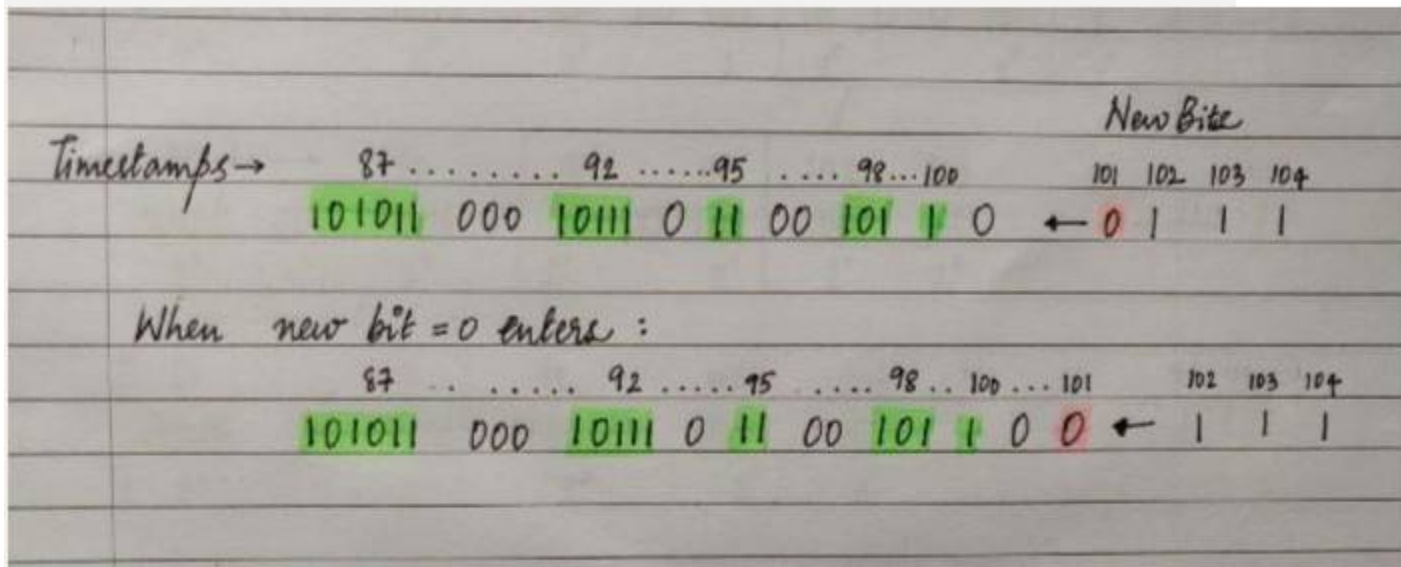 New Bits
Timestamps → 87 ......... 92 ......95 .... 98...100 101 102 103 104
101011 000 10111 0 11 00 101 1 0 ← 0 1 1 1
When new bit = 0 enters :
87 .. ...... 92 .....95 ..... 98.. 100 ... 101 102 103 104
101011 000 10111 0 11 00 101 1 0 0 ← 1 1 1